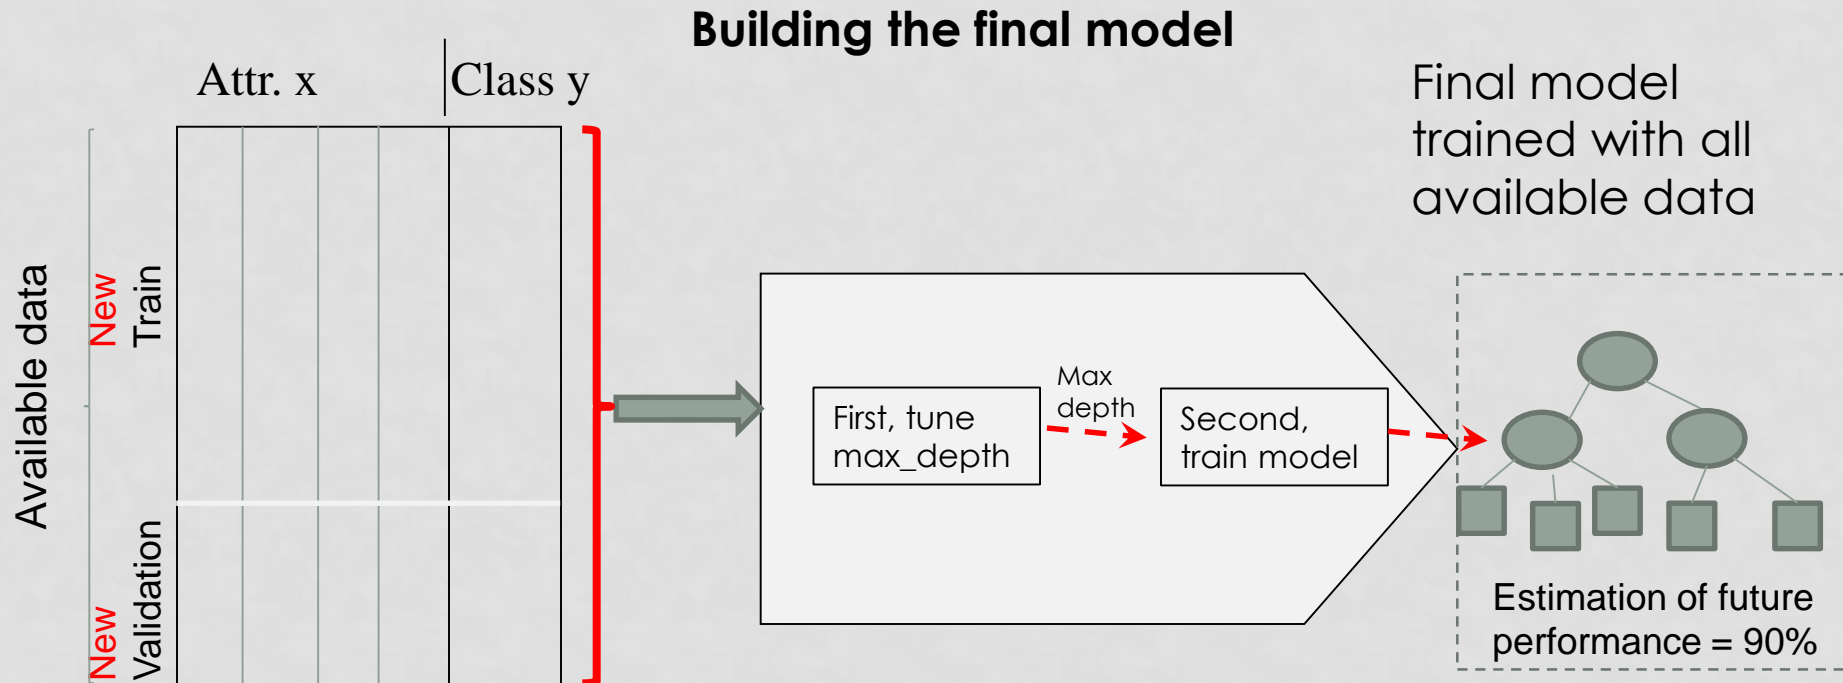 Building the final model
Attr. x
Class y
Available data
New
Train
New
Validation
First, tune
max_depth
Max
depth
Second,
train model
Final model
trained with all
available data
Estimation of future
performance = 90%